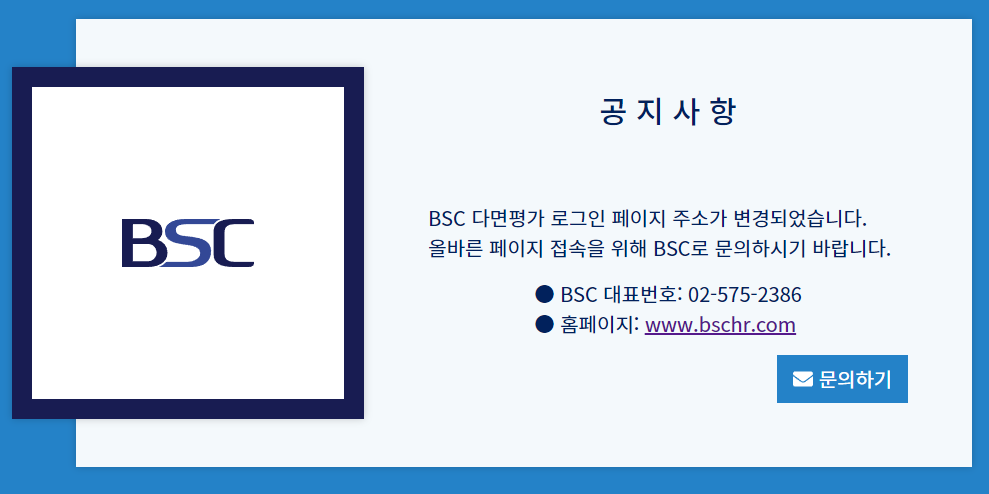 BSC
공지사항
BSC 다면평가 로그인 페이지 주소가 변경되었습니다.
올바른 페이지 접속을 위해 BSC로 문의하시기 바랍니다.
● BSC 대표번호: 02-575-2386
● 홈페이지: www.bschr.com
문의하기